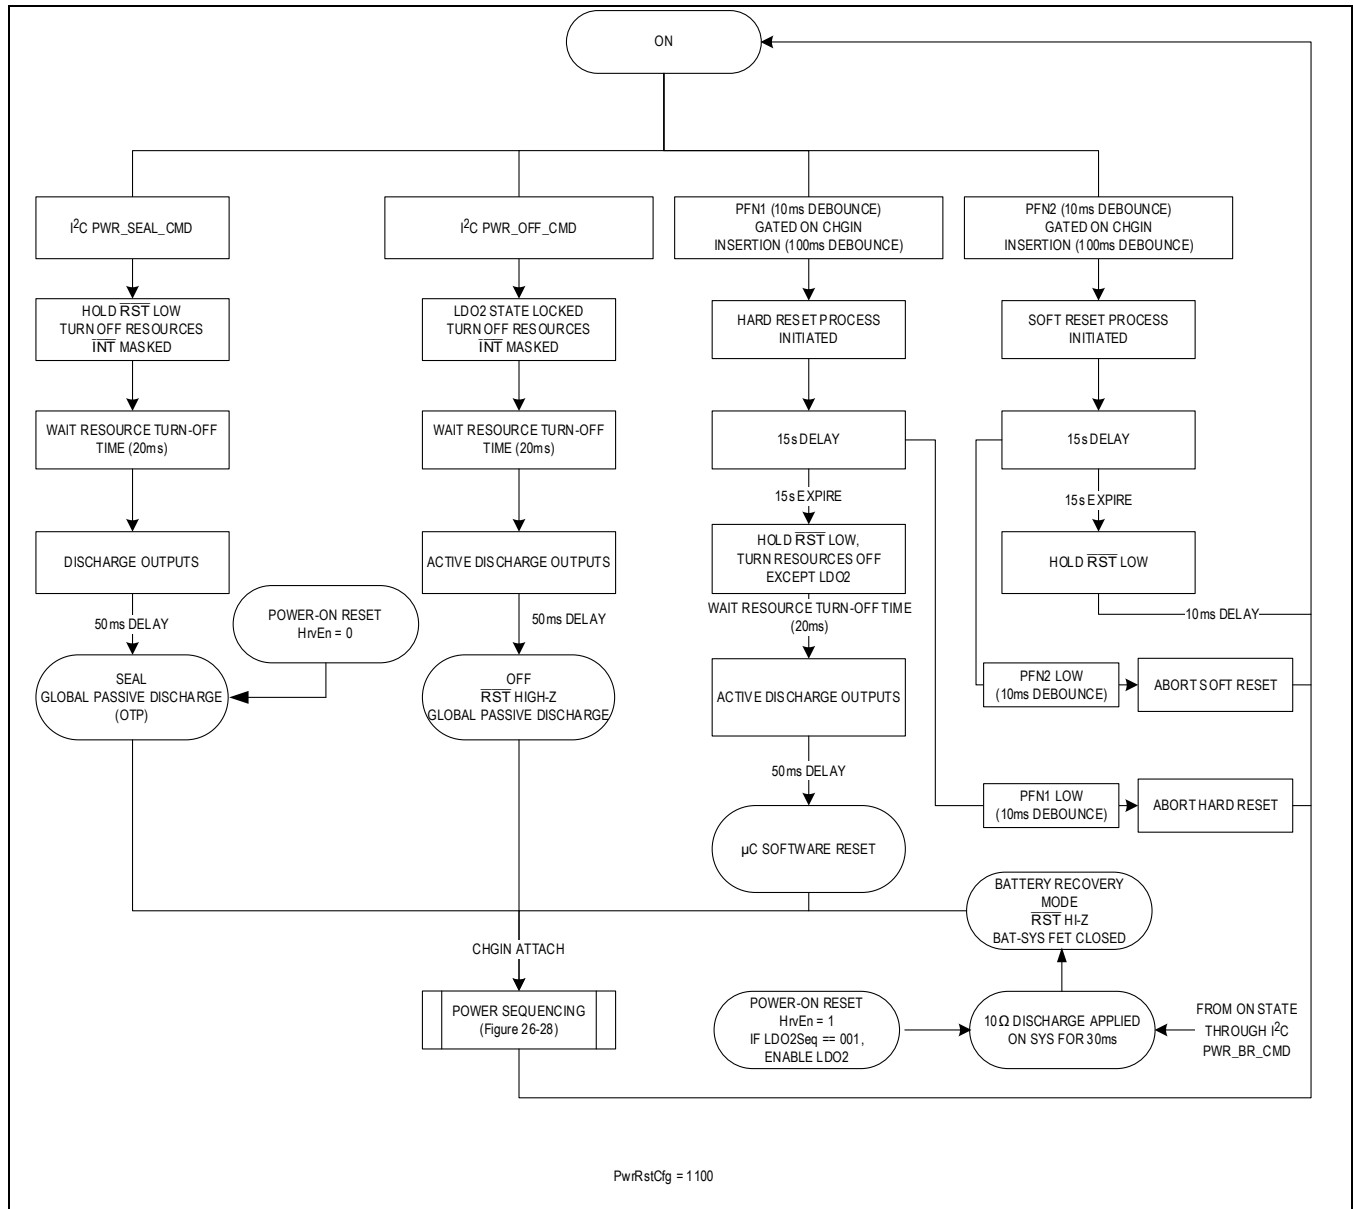 ON
I²C PWR_SEAL_CMD
I²C PWR_OFF_CMD
PFN1 (10ms DEBOUNCE)
GATED ON CHGIN
INSERTION (100ms DEBOUNCE)
PFN2 (10ms DEBOUNCE)
GATED ON CHGIN
INSERTION (100ms DEBOUNCE)
HOLD R̅S̅T̅ LOW
TURN OFF RESOURCES
I̅N̅T̅ MASKED
LDO2 STATE LOCKED
TURN OFF RESOURCES
I̅N̅T̅ MASKED
HARD RESET PROCESS
INITIATED
SOFT RESET PROCESS
INITIATED
WAIT RESOURCE TURN-OFF
TIME (20ms)
WAIT RESOURCE TURN-OFF
TIME (20ms)
15s DELAY
15s DELAY
15s EXPIRE
15s EXPIRE
DISCHARGE OUTPUTS
ACTIVE DISCHARGE OUTPUTS
HOLD R̅S̅T̅ LOW,
TURN RESOURCES OFF
EXCEPT LDO2
HOLD R̅S̅T̅ LOW
50ms DELAY
POWER-ON RESET
HrvEn = 0
50ms DELAY
WAIT RESOURCE TURN-OFF TIME
(20ms)
10ms DELAY
SEAL
GLOBAL PASSIVE DISCHARGE
(OTP)
OFF
R̅S̅T̅ HIGH-Z
GLOBAL PASSIVE DISCHARGE
ACTIVE DISCHARGE OUTPUTS
PFN2 LOW
(10ms DEBOUNCE)
ABORT SOFT RESET
50ms DELAY
PFN1 LOW
(10ms DEBOUNCE)
ABORT HARD RESET
µC SOFTWARE RESET
BATTERY RECOVERY
MODE
R̅S̅T̅ HI-Z
BAT-SYS FET CLOSED
CHGIN ATTACH
POWER SEQUENCING
(Figure 26-28)
POWER-ON RESET
HrvEn = 1
IF LDO2Seq == 001,
ENABLE LDO2
10Ω DISCHARGE APPLIED
ON SYS FOR 30ms
FROM ON STATE
THROUGH I²C
PWR_BR_CMD
PwrRstCfg = 1100